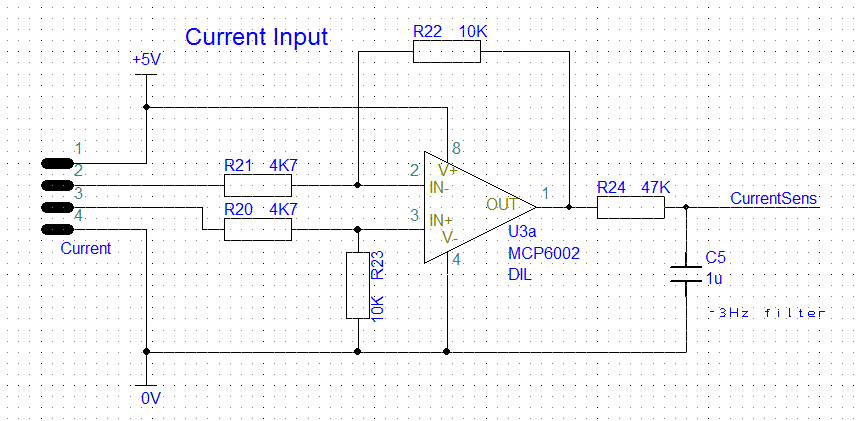 Current Input
R22 10K
+5V
1
2
3
4
Current
R21 4K7
R20 4K7
R23
10K
2
3
8
V+
IN-
IN+
V-
OUT
4
1
U3a
MCP6002
DIL
R24 47K
CurrentSens
C5
1u
~3Hz filter
0V